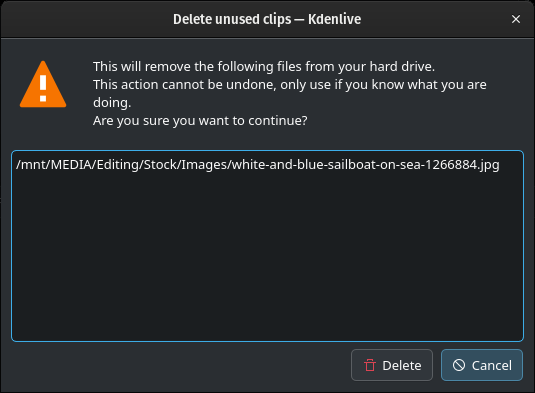 Delete unused clips — Kdenlive
This will remove the following files from your hard drive.
This action cannot be undone, only use if you know what you are
doing.
Are you sure you want to continue?
/mnt/MEDIA/Editing/Stock/Images/white-and-blue-sailboat-on-sea-1266884.jpg
Delete
Cancel